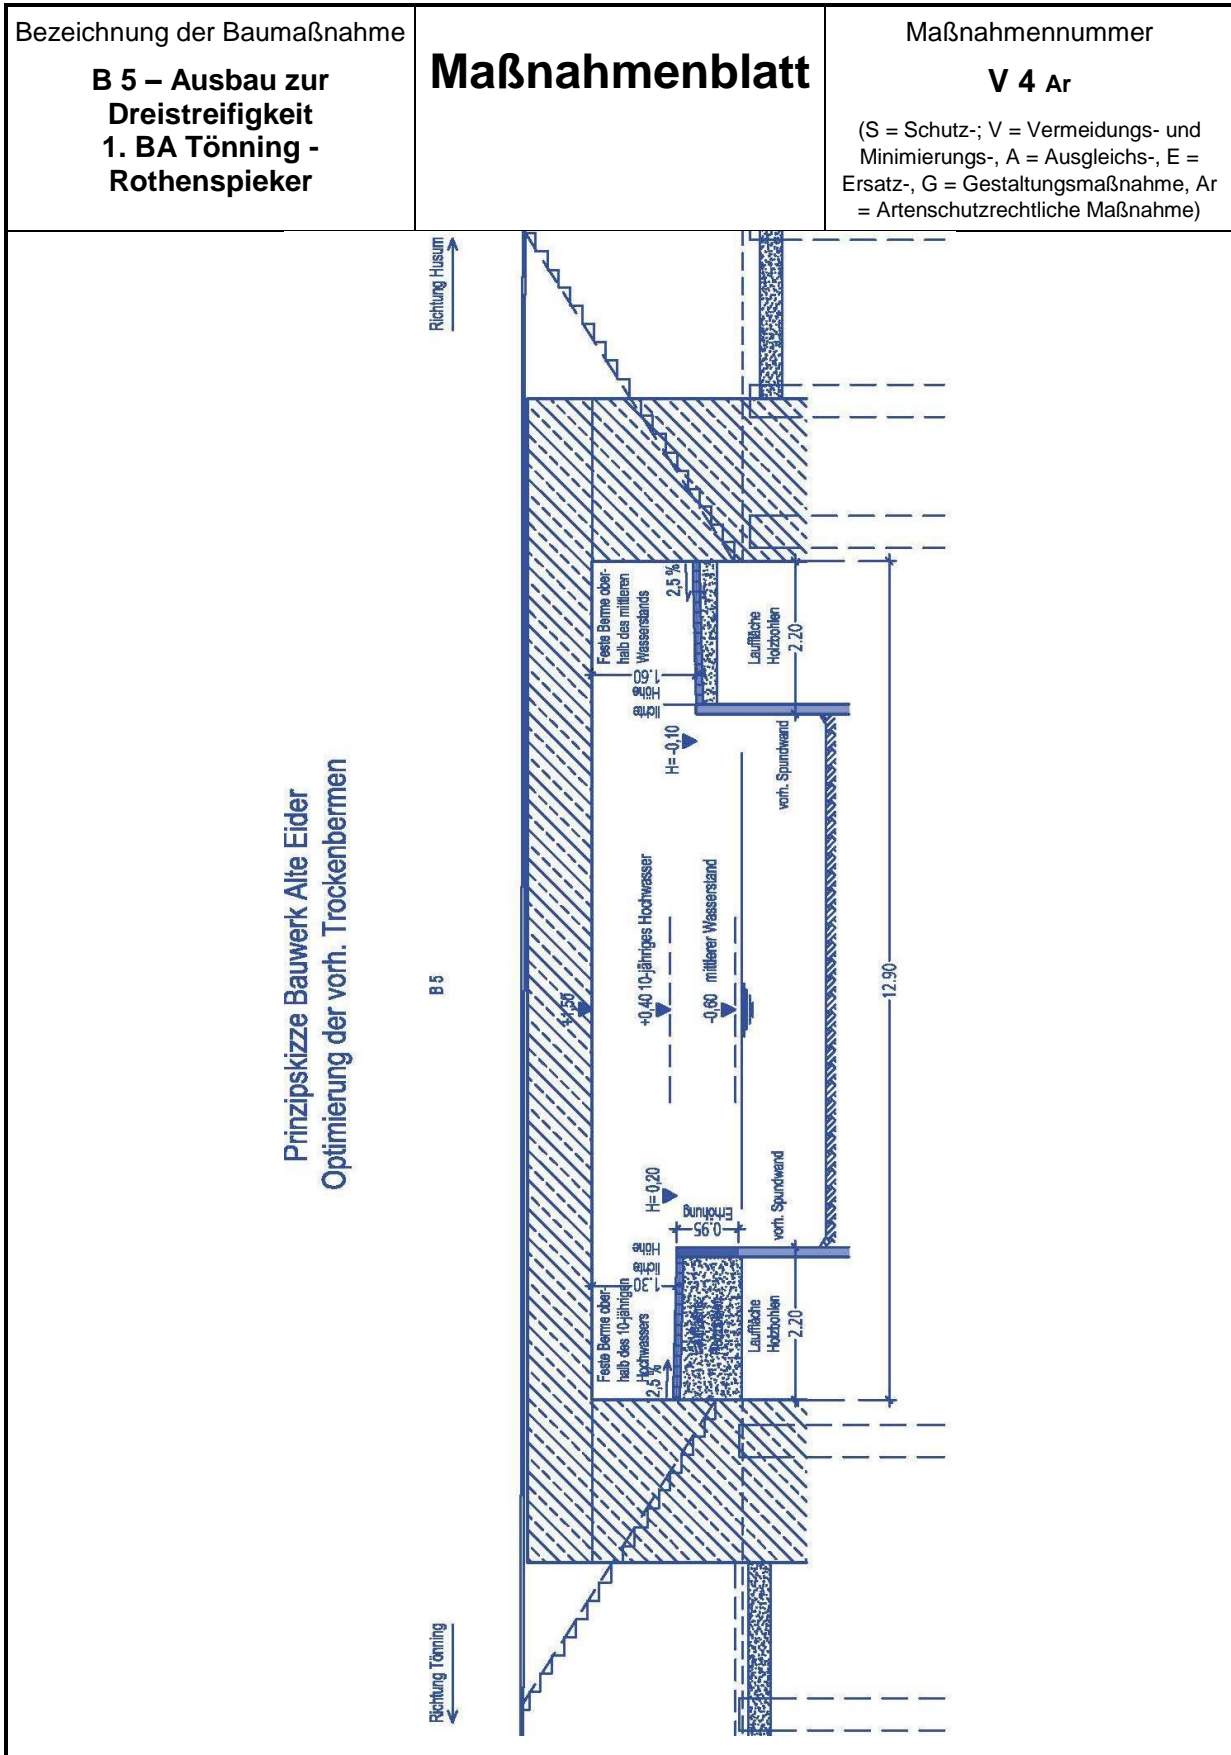 Bezeichnung der Baumaßnahme
B 5 – Ausbau zur
Dreistreifigkeit
1. BA Tönning -
Rothenspieker
Maßnahmenblatt
Maßnahmennummer
V 4 Ar
(S = Schutz-; V = Vermeidungs- und
Minimierungs-, A = Ausgleichs-, E =
Ersatz-, G = Gestaltungsmaßnahme, Ar
= Artenschutzrechtliche Maßnahme)
Prinzipskizze Bauwerk Alte Eider
Optimierung der vorh. Trockenbermen
B 5
Richtung Tönning
Richtung Husum
Feste Berme ober-
halb des 10-jährigen
Hochwassers
2,5 %
1.30
lichte
Höhe
H= 0,20
0.95
Erhöhung
Lauffläche
Holzbohlen
2.20
vorh. Spundwand
+1,50
+0,40 10-jähriges Hochwasser
-0,60 mittlerer Wasserstand
12.90
Feste Berme ober-
halb des mittleren
Wasserstands
2,5 %
1.60
lichte
Höhe
H= -0,10
Lauffläche
Holzbohlen
2.20
vorh. Spundwand